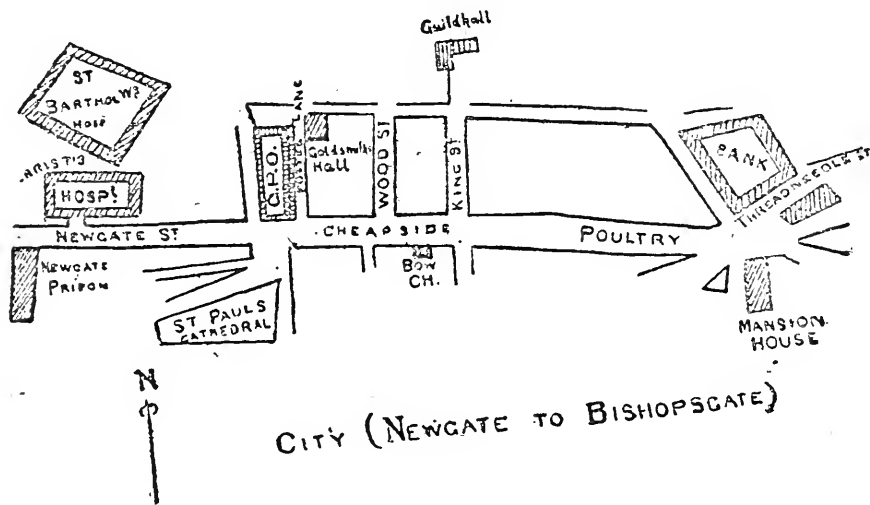 Guildhall
ST
BARTHOLWS
Hosp
HOSPL
G.P.O.
LANE
Goldsmiths
Hall
WOOD ST
KING ST
BANK
THREADNEEDLE ST
NEWGATE ST
CHEAPSIDE
POULTRY
NEWGATE
PRISON
BOW
CH.
ST PAULS
CATHEDRAL
MANSION
HOUSE
N
CITY (NEWGATE TO BISHOPSGATE)